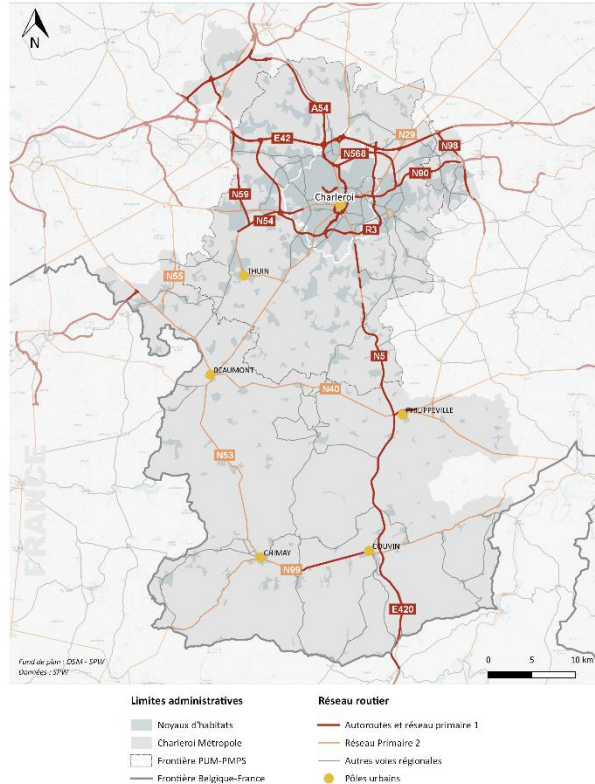 N
A54
E42
N29
N98
N568
N90
Charleroi
N59
N54
R3
N55
THUIN
N5
BEAUMONT
N40
PHILIPPEVILLE
FRANCE
N53
CHIMAY
COUVIN
N99
E420
Fond de plan : OSM - SPW
Données : SPW
0 5 10 km
Limites administratives
Réseau routier
Noyaux d'habitats
Autoroutes et réseau primaire 1
Charleroi Métropole
Réseau Primaire 2
Frontière PUM-PMPS
Autres voies régionales
Frontière Belgique-France
Pôles urbains